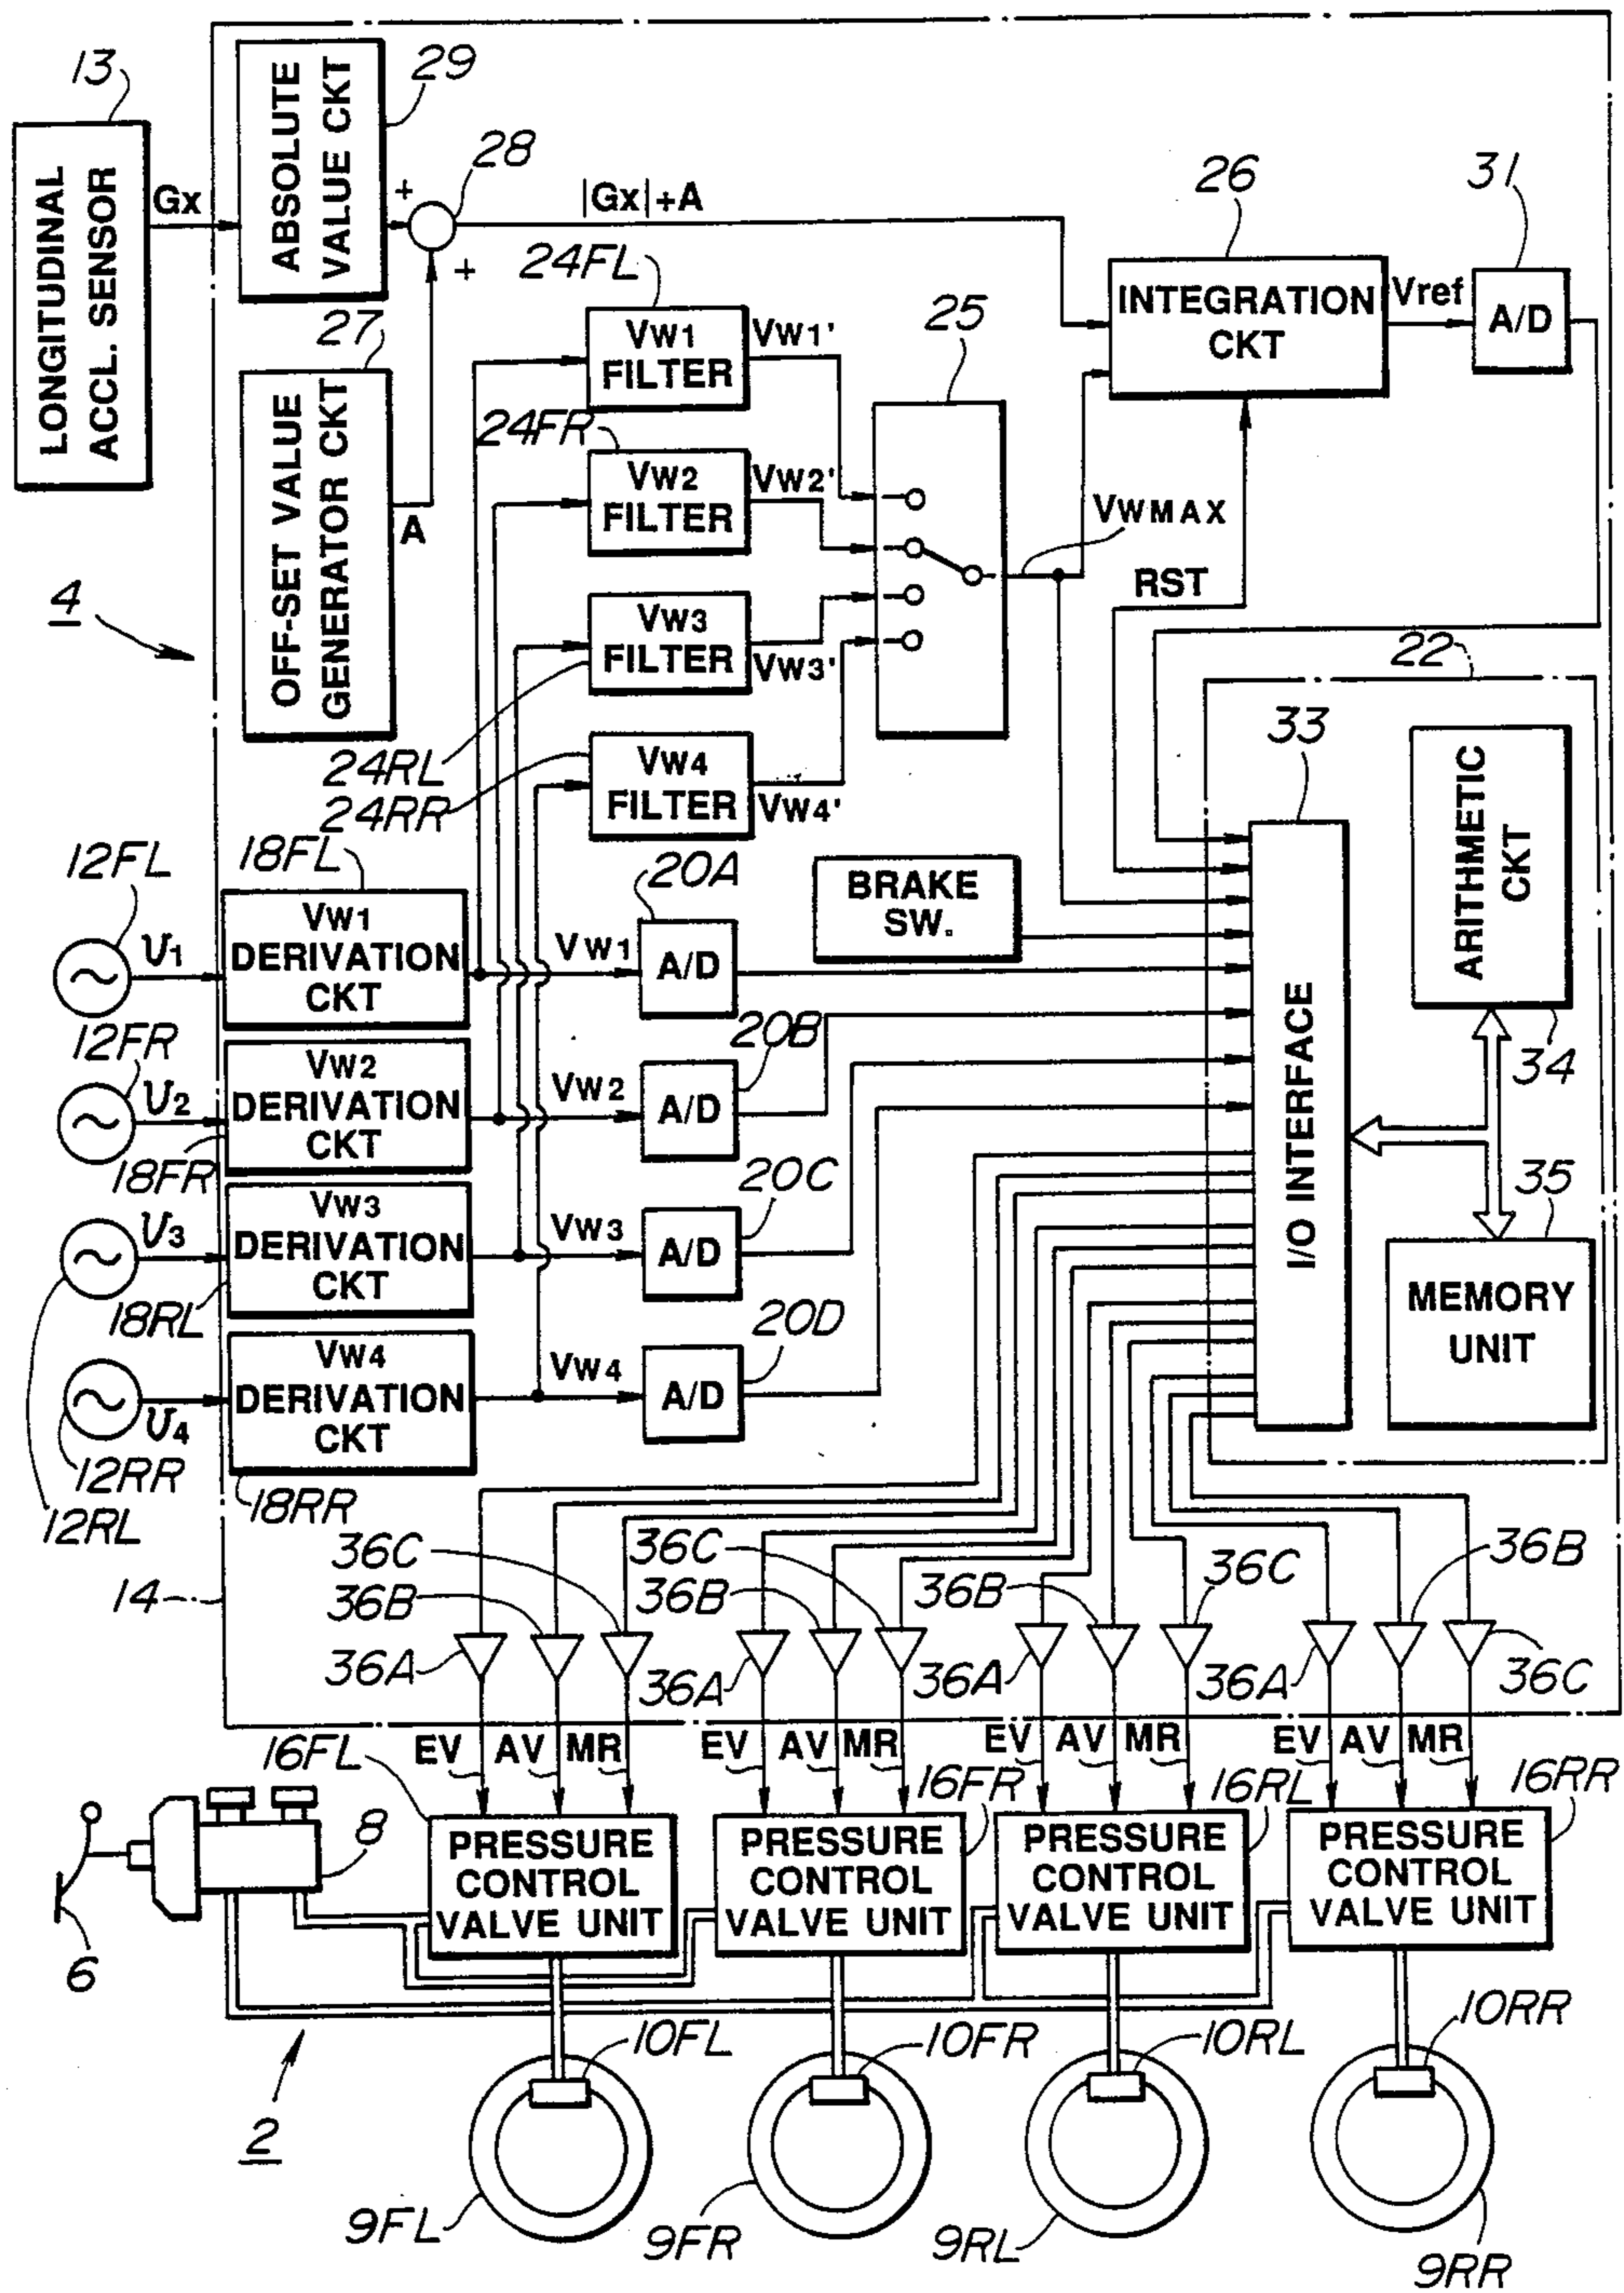 13
LONGITUDINAL
ACCL. SENSOR
Gx
ABSOLUTE
VALUE CKT
29
+
+
28
|Gx|+A
27
OFF-SET VALUE
GENERATOR CKT
A
4
24FL
Vw1
FILTER
Vw1'
24FR
Vw2
FILTER
Vw2'
Vw3
FILTER
Vw3'
24RL
Vw4
FILTER
Vw4'
24RR
25
VWMAX
26
INTEGRATION
CKT
Vref
31
A/D
RST
22
33
I/O INTERFACE
ARITHMETIC
CKT
34
35
MEMORY
UNIT
BRAKE
SW.
12FL
υ1
18FL
Vw1
DERIVATION
CKT
Vw1
20A
A/D
12FR
υ2
18FR
Vw2
DERIVATION
CKT
Vw2
20B
A/D
υ3
18RL
Vw3
DERIVATION
CKT
Vw3
20C
A/D
υ4
12RR
12RL
Vw4
DERIVATION
CKT
18RR
Vw4
20D
A/D
14
36C
36B
36A
36C
36B
36A
36B
36C
36A
36B
36A
36C
EV AV MR
EV AV MR
EV AV MR
EV AV MR
16FL
PRESSURE
CONTROL
VALVE UNIT
16FR
PRESSURE
CONTROL
VALVE UNIT
16RL
PRESSURE
CONTROL
VALVE UNIT
16RR
PRESSURE
CONTROL
VALVE UNIT
8
6
2
10FL
10FR
10RL
10RR
9FL
9FR
9RL
9RR